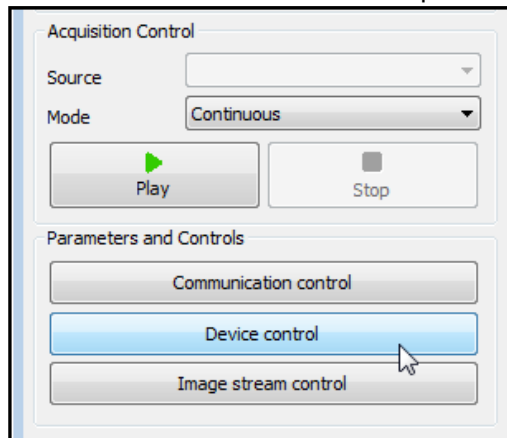 Acquisition Control
Source
Mode Continuous
Play Stop
Parameters and Controls
Communication control
Device control
Image stream control